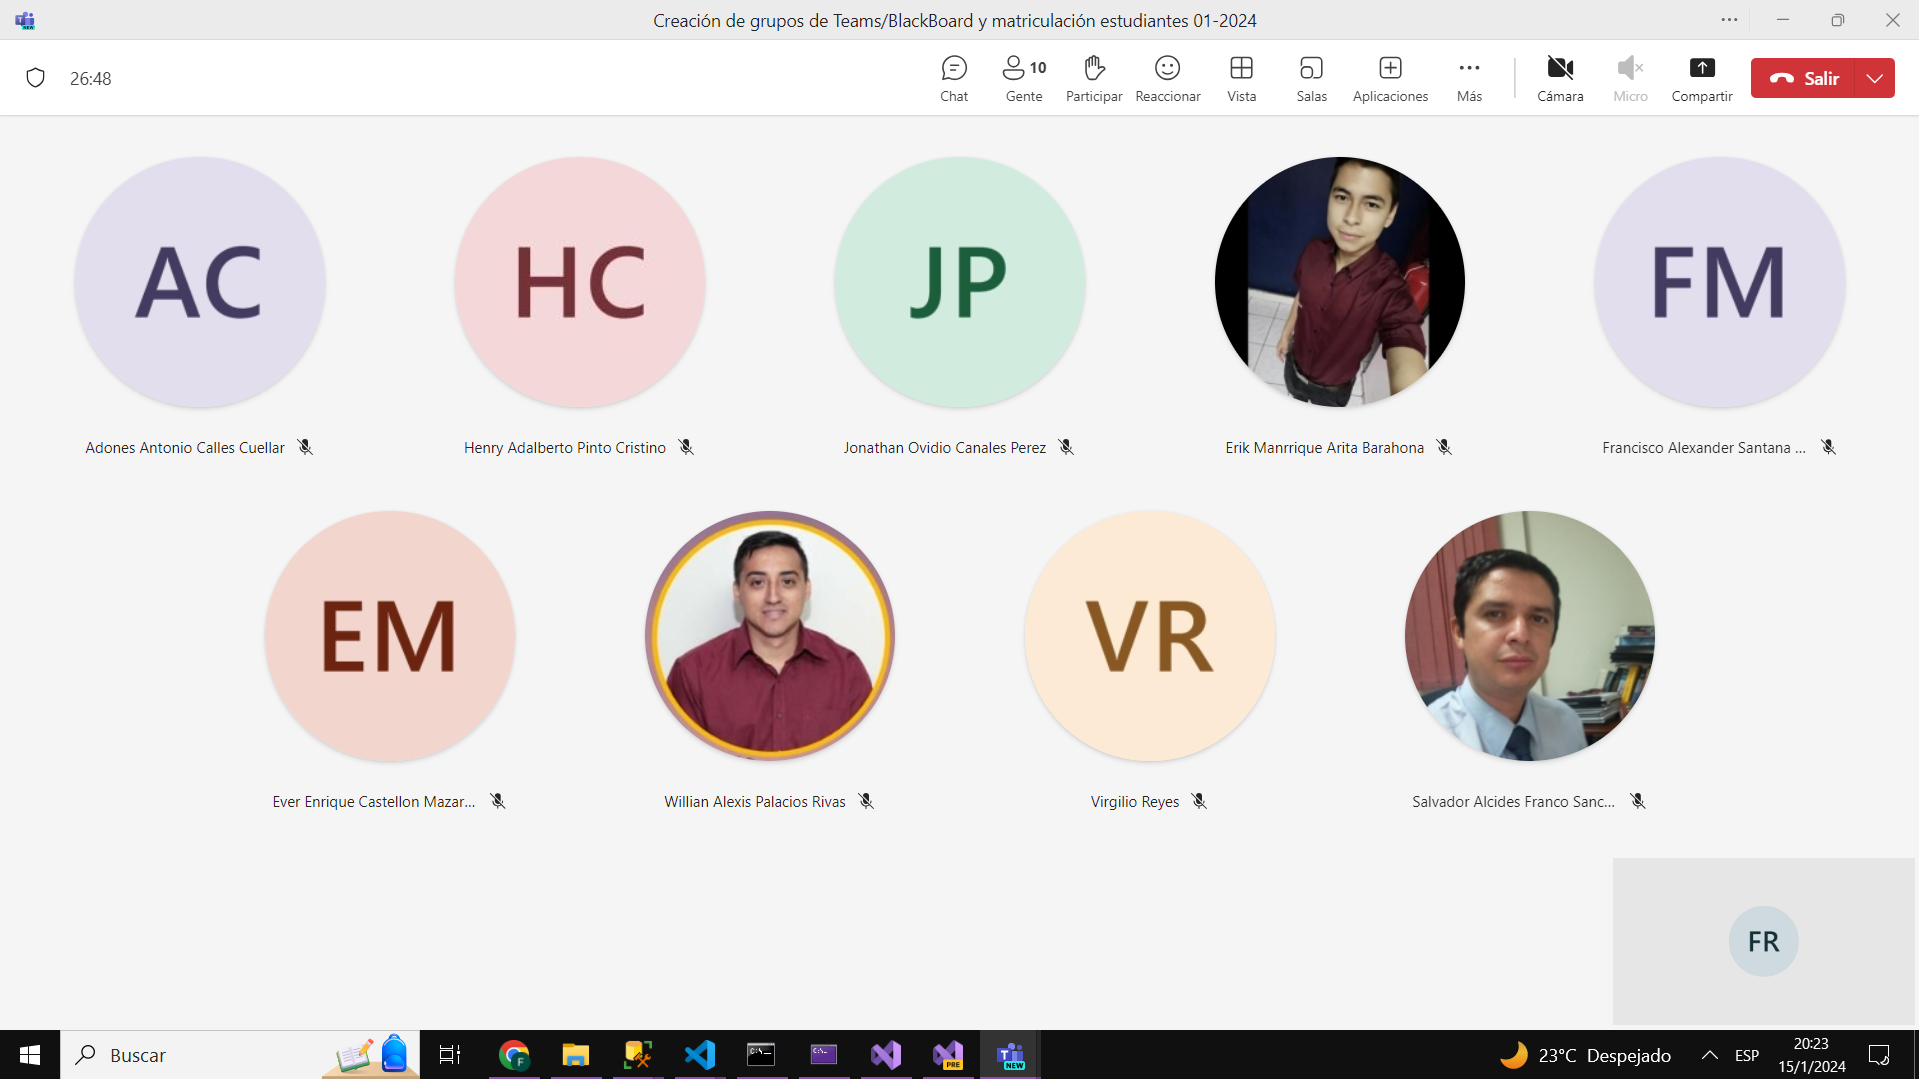 Creación de grupos de Teams/BlackBoard y matriculación estudiantes 01-2024
26:48
Chat
Gente 10
Participar
Reaccionar
Vista
Salas
Aplicaciones
Más
Cámara
Micro
Compartir
Salir
AC
HC
JP
FM
Adones Antonio Calles Cuellar
Henry Adalberto Pinto Cristino
Jonathan Ovidio Canales Perez
Erik Manrrique Arita Barahona
Francisco Alexander Santana ...
EM
VR
Ever Enrique Castellon Mazar...
Willian Alexis Palacios Rivas
Virgilio Reyes
Salvador Alcides Franco Sanc...
FR
Buscar
F
C:\
C:\
PRE
T
NEW
23°C Despejado
ESP
20:23
15/1/2024